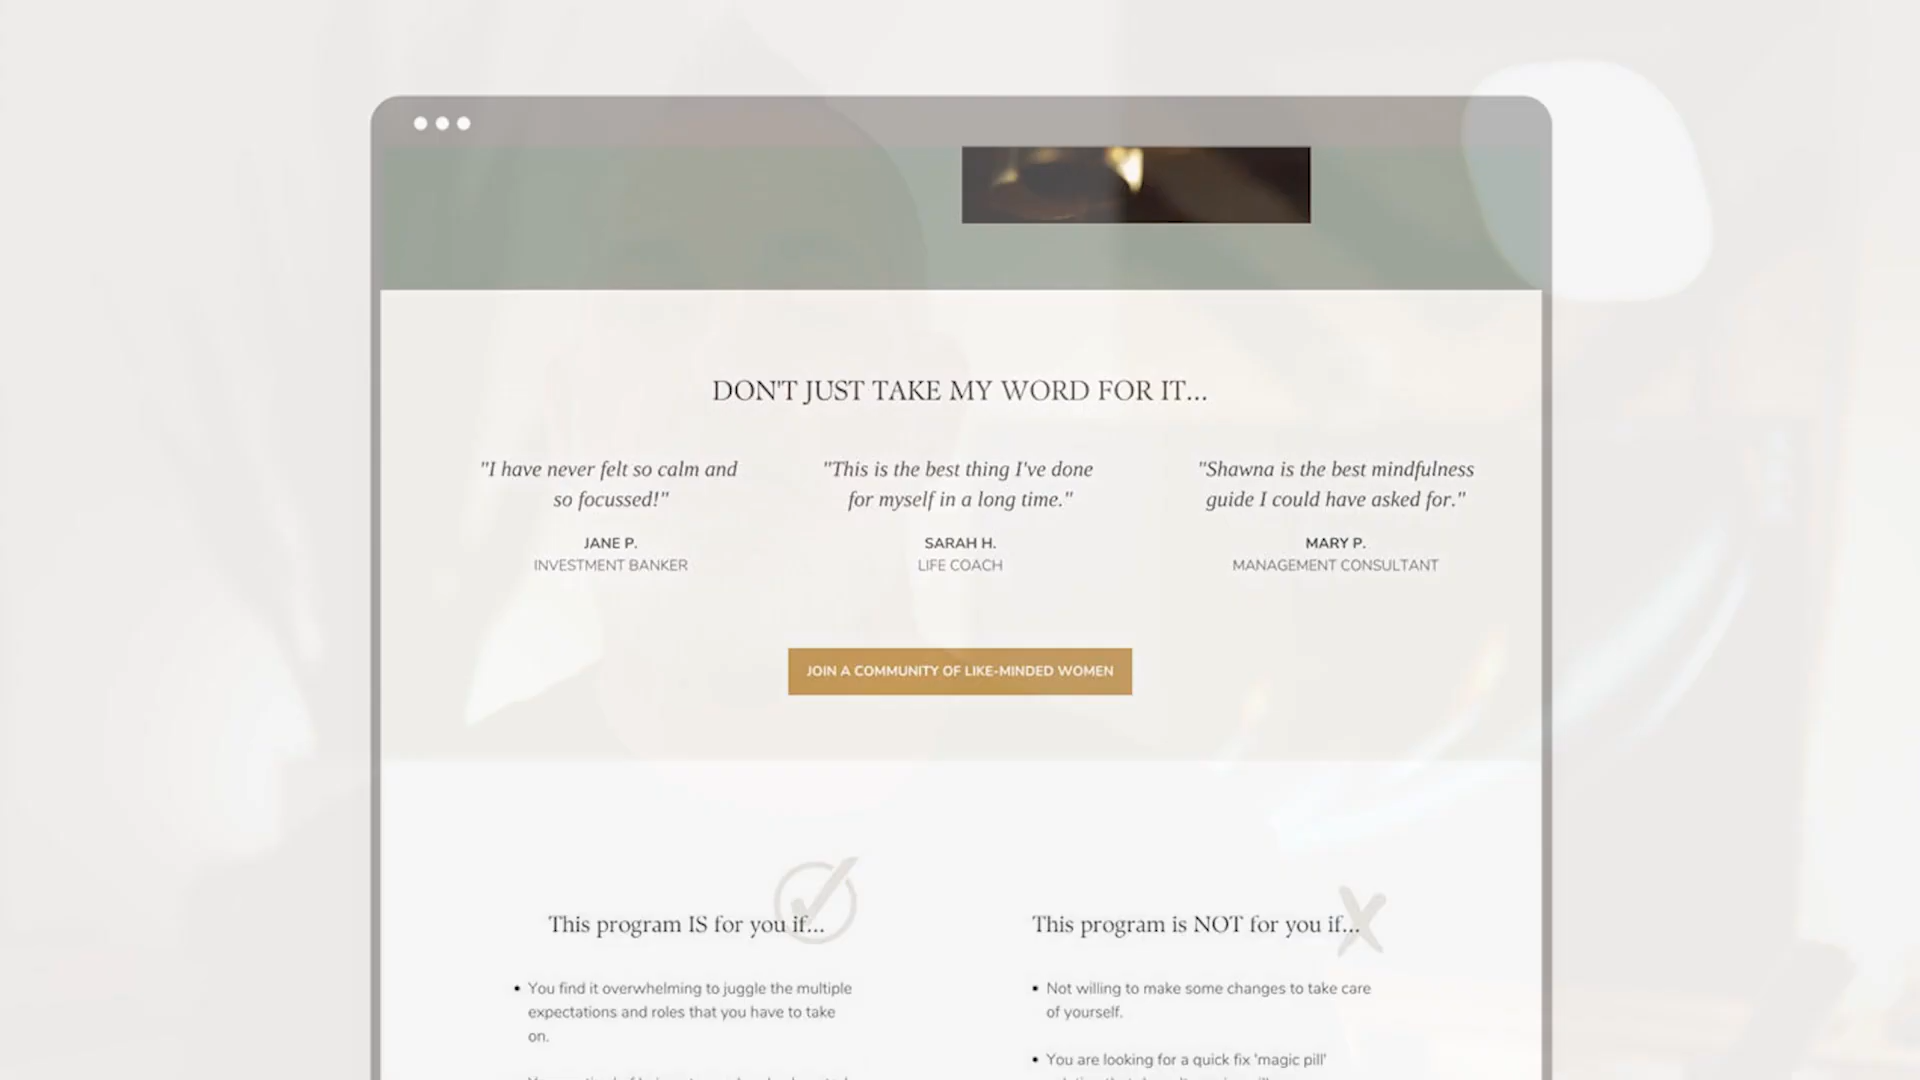 DON'T JUST TAKE MY WORD FOR IT...
"I have never felt so calm and
so focussed!"
JANE P.
INVESTMENT BANKER
"This is the best thing I've done
for myself in a long time."
SARAH H.
LIFE COACH
"Shawna is the best mindfulness
guide I could have asked for."
MARY P.
MANAGEMENT CONSULTANT
JOIN A COMMUNITY OF LIKE-MINDED WOMEN
This program IS for you if...
• You find it overwhelming to juggle the multiple
expectations and roles that you have to take
on.
This program is NOT for you if...
• Not willing to make some changes to take care
of yourself.
• You are looking for a quick fix 'magic pill'